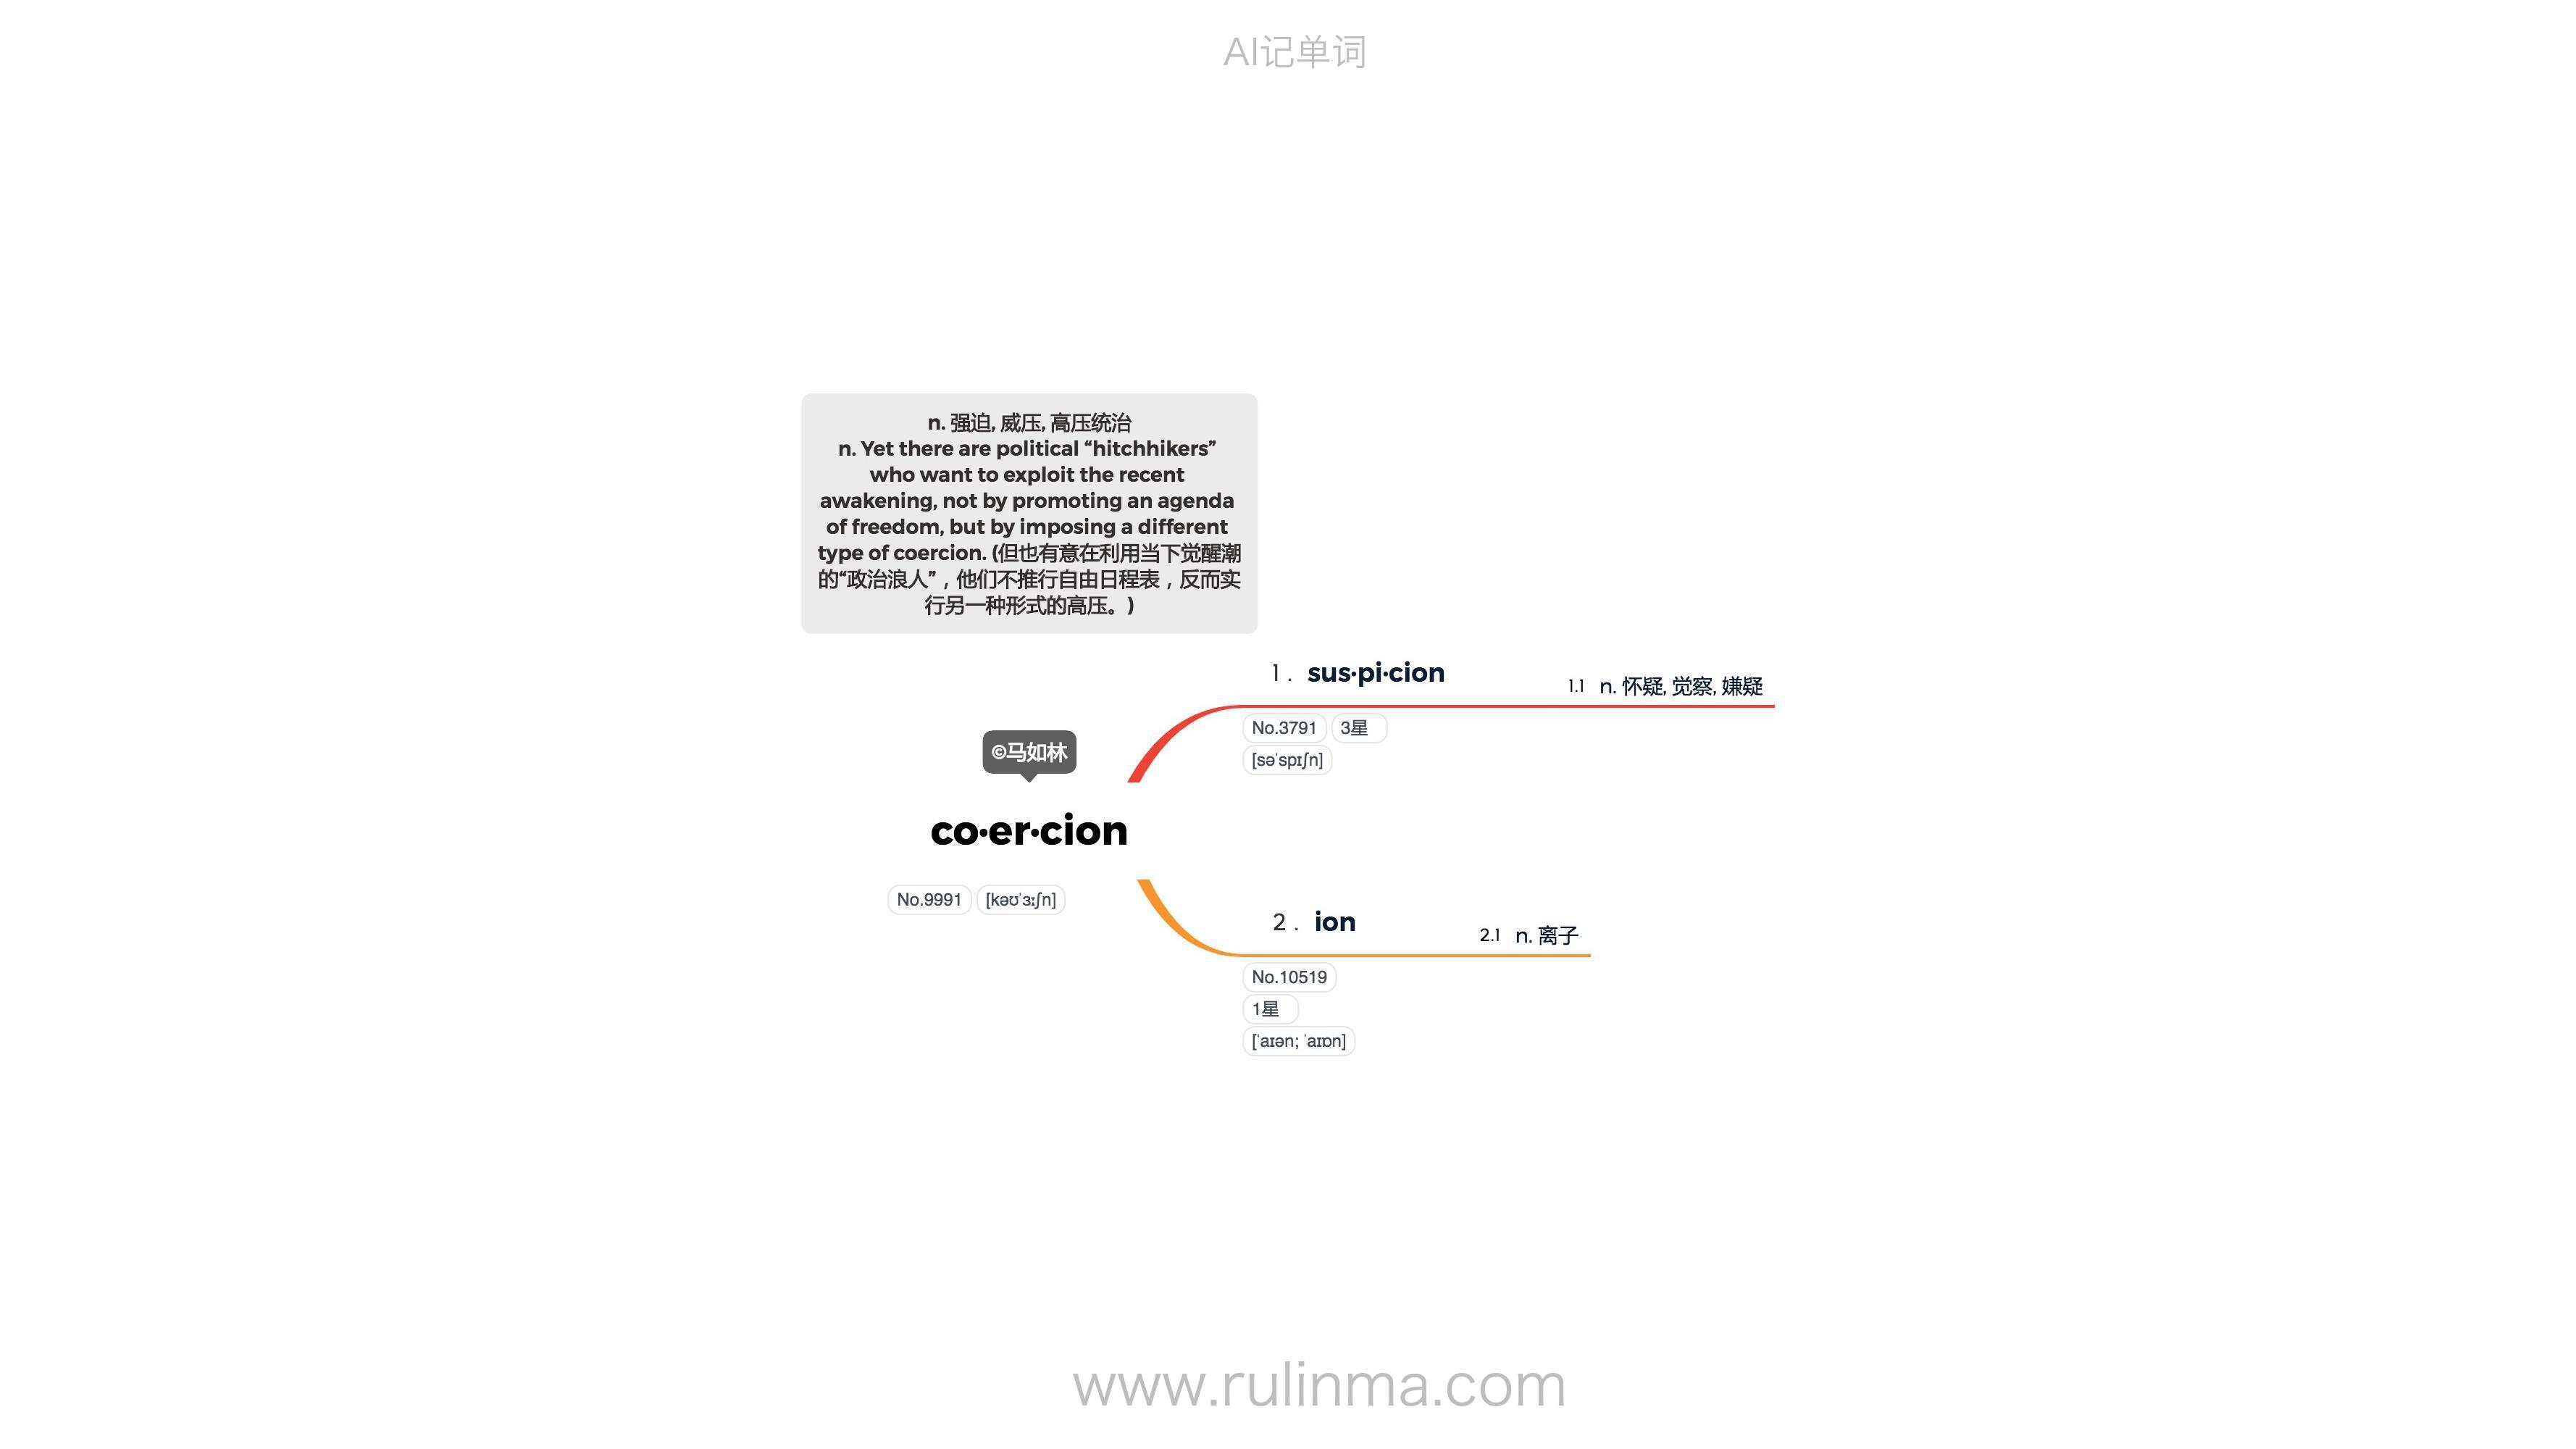 AI记单词
n. 强迫, 威压, 高压统治
n. Yet there are political “hitchhikers”
who want to exploit the recent
awakening, not by promoting an agenda
of freedom, but by imposing a different
type of coercion. (但也有意在利用当下觉醒潮
的“政治浪人”，他们不推行自由日程表，反而实
行另一种形式的高压。)
1 . sus·pi·cion
1.1 n. 怀疑, 觉察, 嫌疑
No.3791 3星
[səˈspɪʃn]
©马如林
co·er·cion
No.9991 [kəʊˈɜːʃn]
2 . ion
2.1 n. 离子
No.10519
1星
[ˈaɪən; ˈaɪɒn]
www.rulinma.com